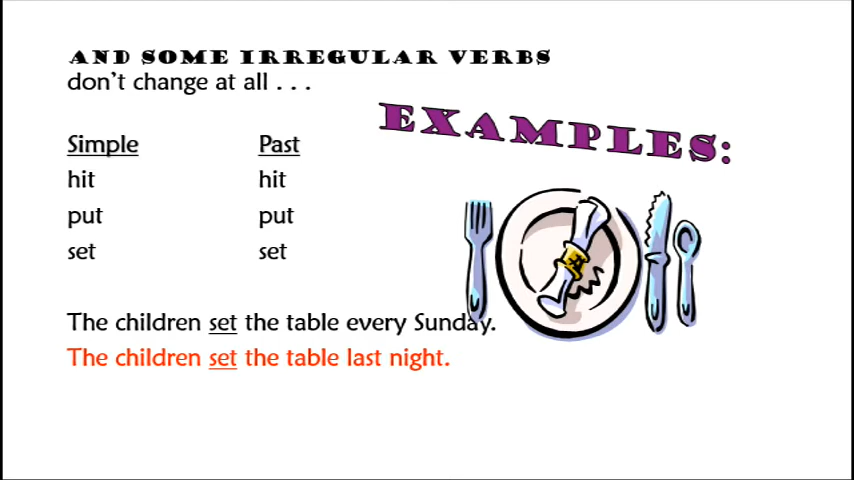 AND SOME IRREGULAR VERBS
don't change at all . . .
EXAMPLES:
Simple Past
hit hit
put put
set set
The children set the table every Sunday.
The children set the table last night.